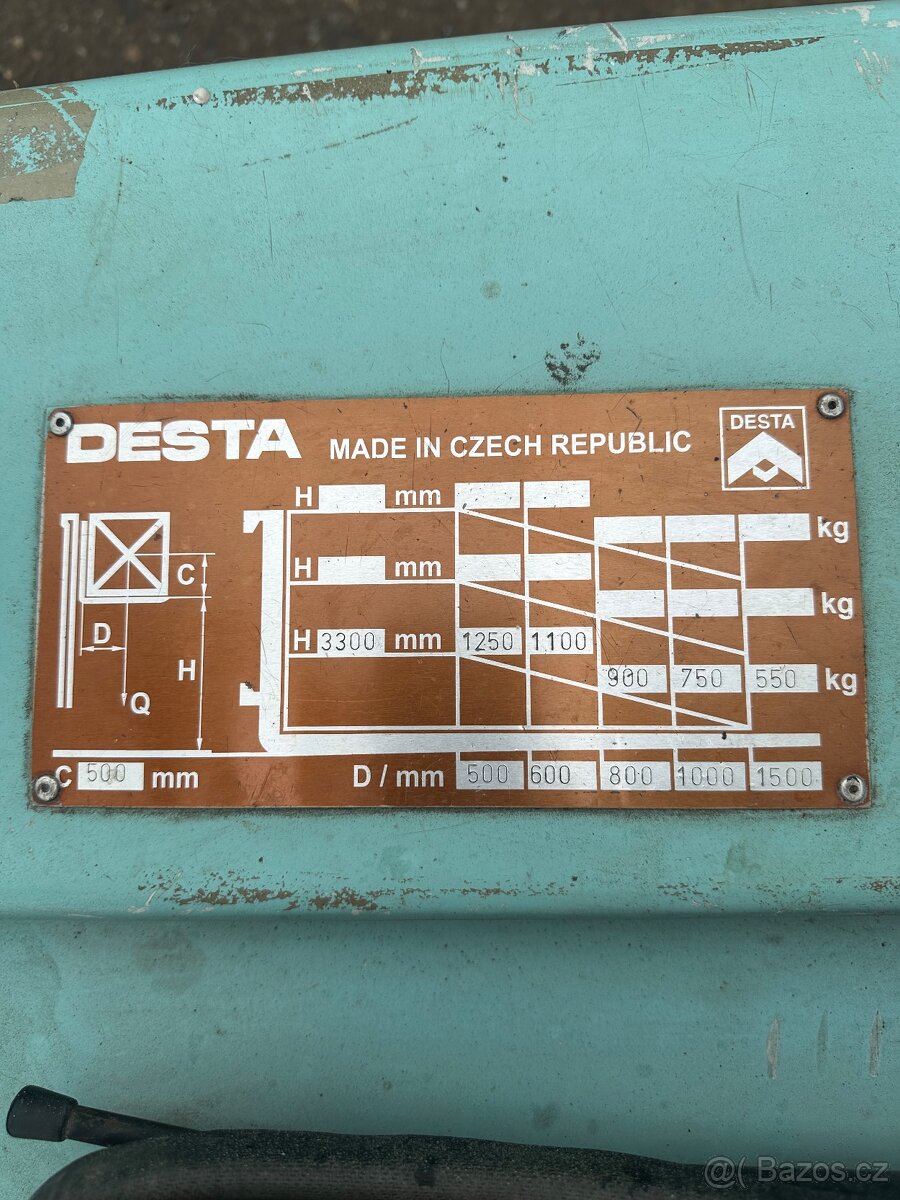 DESTA MADE IN CZECH REPUBLIC DESTA
H mm
kg
C H mm
kg
D H H 3300 mm 1250 1100
Q 900 750 550 kg
C 500 mm D / mm 500 600 800 1000 1500
@( Bazos.cz